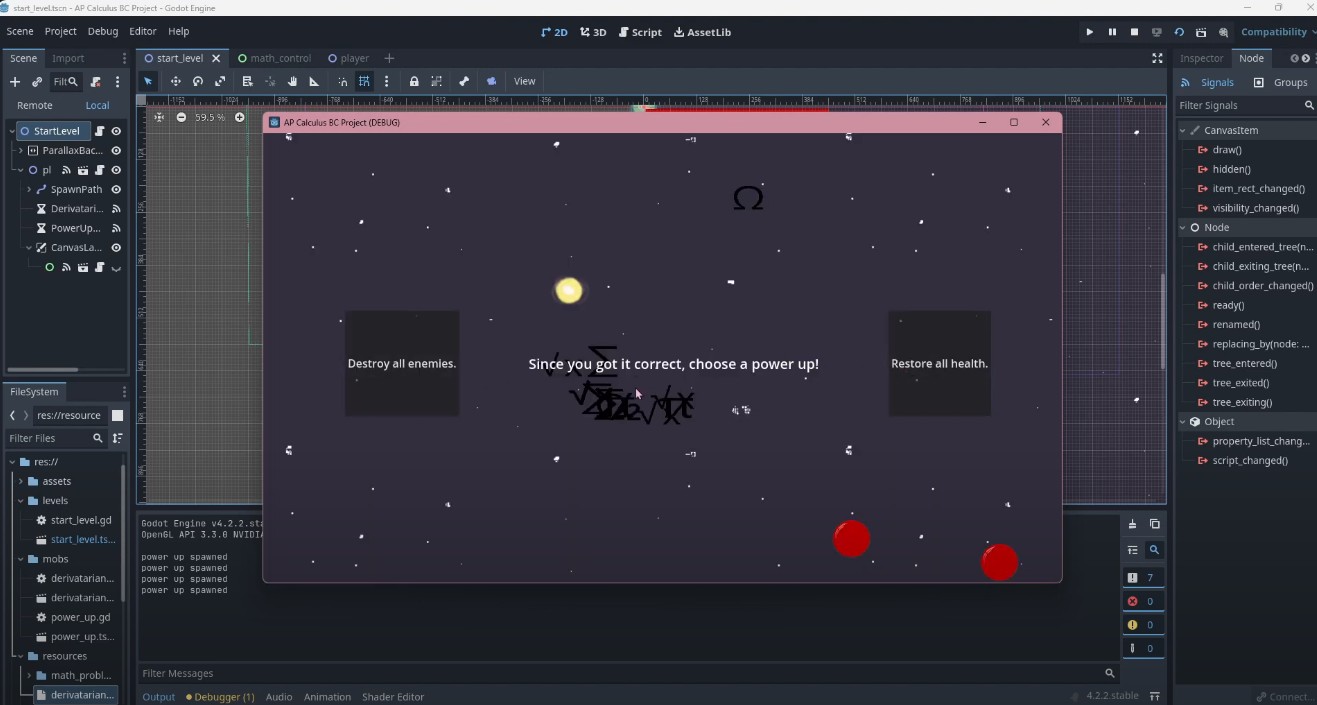 start_level.tscn - AP Calculus BC Project - Godot Engine
Scene Project Debug Editor Help
2D 3D Script AssetLib
Compatibility
Scene Import
start_level math_control player
Inspector Node
Filt
View
Signals Groups
Remote Local
Filter Signals
59.5 %
StartLevel
ParallaxBac...
pl
SpawnPath
Derivatari...
PowerUp...
CanvasLa...
AP Calculus BC Project (DEBUG)
Ω
Destroy all enemies.
Since you got it correct, choose a power up!
Restore all health.
CanvasItem
draw()
hidden()
item_rect_changed()
visibility_changed()
Node
child_entered_tree(n...
child_exiting_tree(n...
child_order_changed()
ready()
renamed()
replacing_by(node: ...
tree_entered()
tree_exited()
tree_exiting()
Object
property_list_chang...
script_changed()
FileSystem
res://resource
Filter Files
res://
assets
levels
start_level.gd
start_level.ts...
mobs
derivatarian...
derivatarian...
power_up.gd
power_up.ts...
resources
math_probl...
derivatarian...
Godot Engine v4.2.2.sta
OpenGL API 3.3.0 NVIDIA
power up spawned
power up spawned
power up spawned
power up spawned
7
0
0
0
Filter Messages
Output Debugger (1) Audio Animation Shader Editor
4.2.2.stable
Connect...